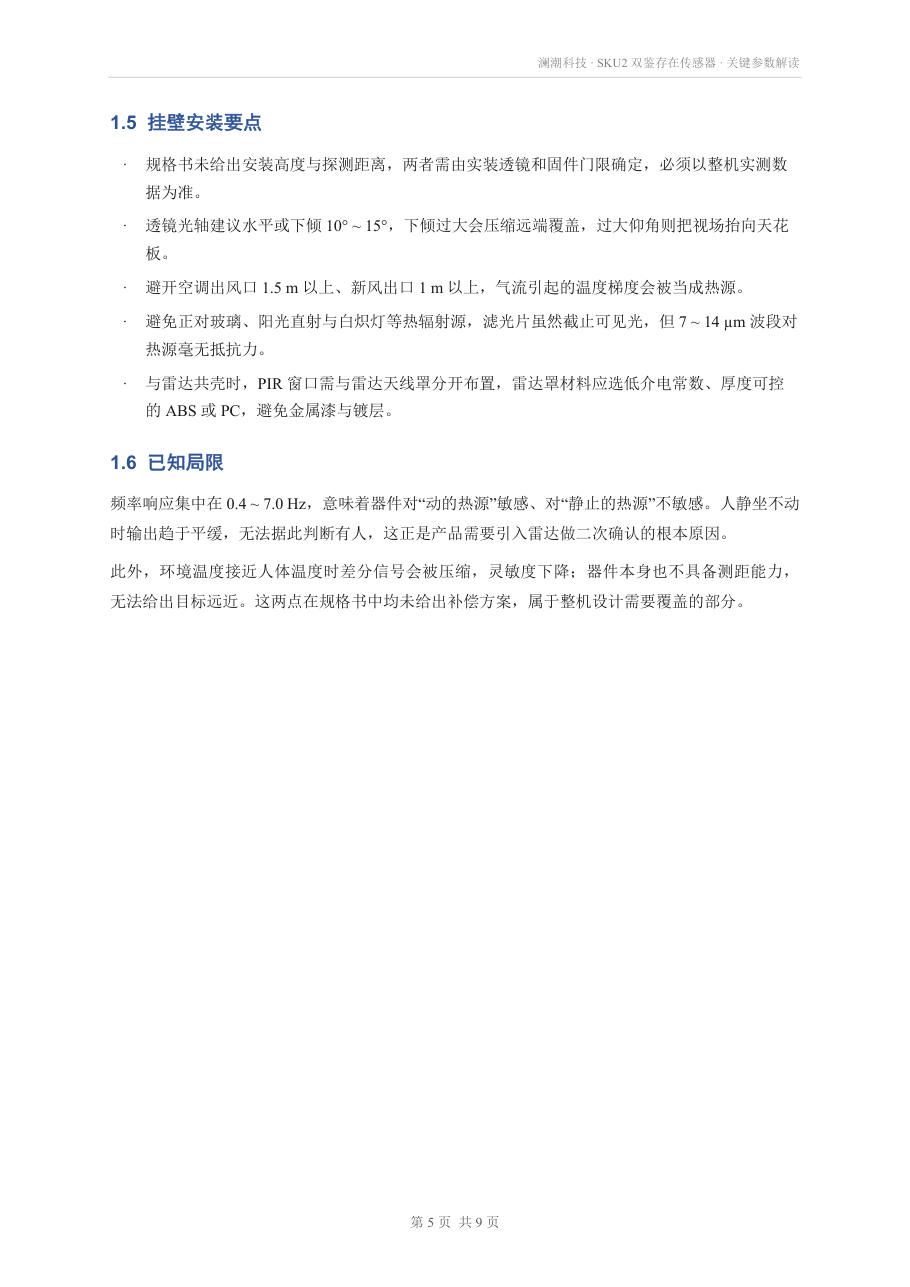 澜潮科技 · SKU2 双鉴存在传感器 · 关键参数解读
1.5 挂壁安装要点
· 规格书未给出安装高度与探测距离，两者需由实装透镜和固件门限确定，必须以整机实测数
据为准。
· 透镜光轴建议水平或下倾 10° ~ 15°，下倾过大会压缩远端覆盖，过大仰角则把视场抬向天花
板。
· 避开空调出风口 1.5 m 以上、新风出口 1 m 以上，气流引起的温度梯度会被当成热源。
· 避免正对玻璃、阳光直射与白炽灯等热辐射源，滤光片虽然截止可见光，但 7 ~ 14 μm 波段对
热源毫无抵抗力。
· 与雷达共壳时，PIR 窗口需与雷达天线罩分开布置，雷达罩材料应选低介电常数、厚度可控
的 ABS 或 PC，避免金属漆与镀层。
1.6 已知局限
频率响应集中在 0.4 ~ 7.0 Hz，意味着器件对“动的热源”敏感、对“静止的热源”不敏感。人静坐不动
时输出趋于平缓，无法据此判断有人，这正是产品需要引入雷达做二次确认的根本原因。
此外，环境温度接近人体温度时差分信号会被压缩，灵敏度下降；器件本身也不具备测距能力，
无法给出目标远近。这两点在规格书中均未给出补偿方案，属于整机设计需要覆盖的部分。
第 5 页 共 9 页